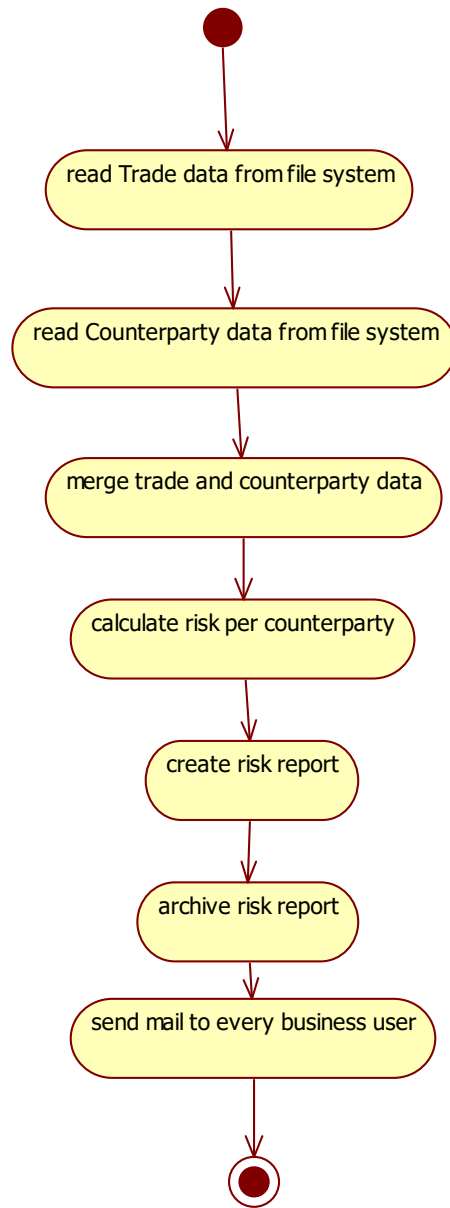 read Trade data from file system
read Counterparty data from file system
merge trade and counterparty data
calculate risk per counterparty
create risk report
archive risk report
send mail to every business user